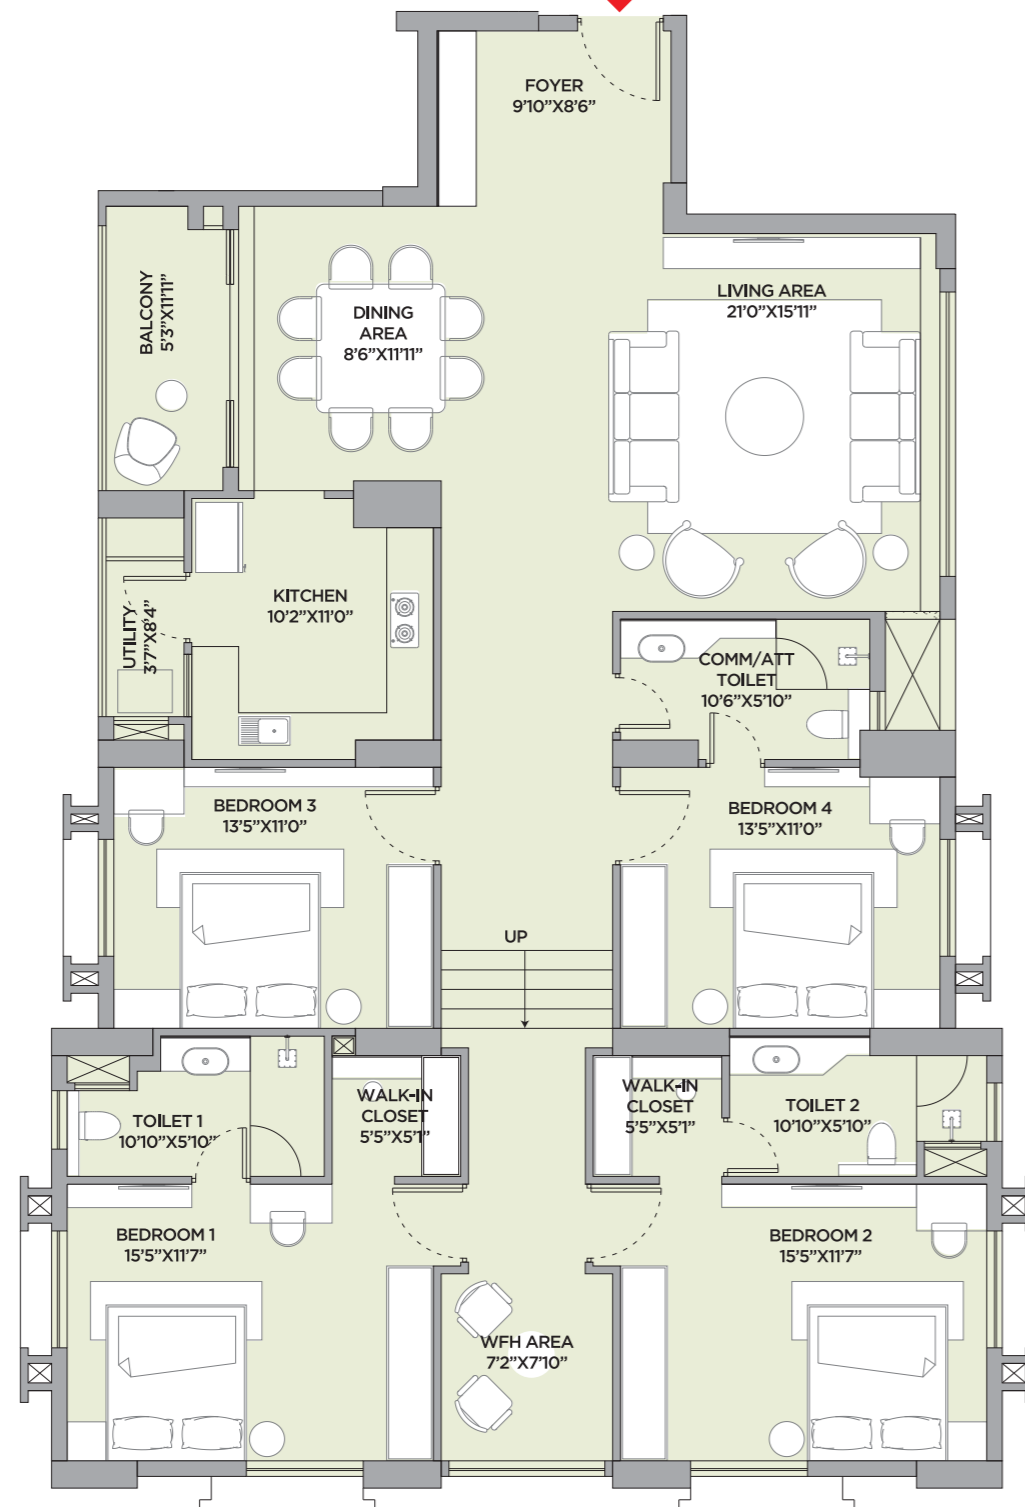 FOYER
9'10"X8'6"
BALCONY
5'3"X11'11"
DINING
AREA
8'6"X11'11"
LIVING AREA
21'0"X15'11"
KITCHEN
10'2"X11'0"
UTILITY
3'7"X8'4"
COMM/ATT
TOILET
10'6"X5'10"
BEDROOM 3
13'5"X11'0"
BEDROOM 4
13'5"X11'0"
UP
TOILET 1
10'10"X5'10"
WALK-IN
CLOSET
5'5"X5'1"
WALK-IN
CLOSET
5'5"X5'1"
TOILET 2
10'10"X5'10"
BEDROOM 1
15'5"X11'7"
BEDROOM 2
15'5"X11'7"
WFH AREA
7'2"X7'10"